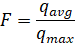 F = q_avg / q_max